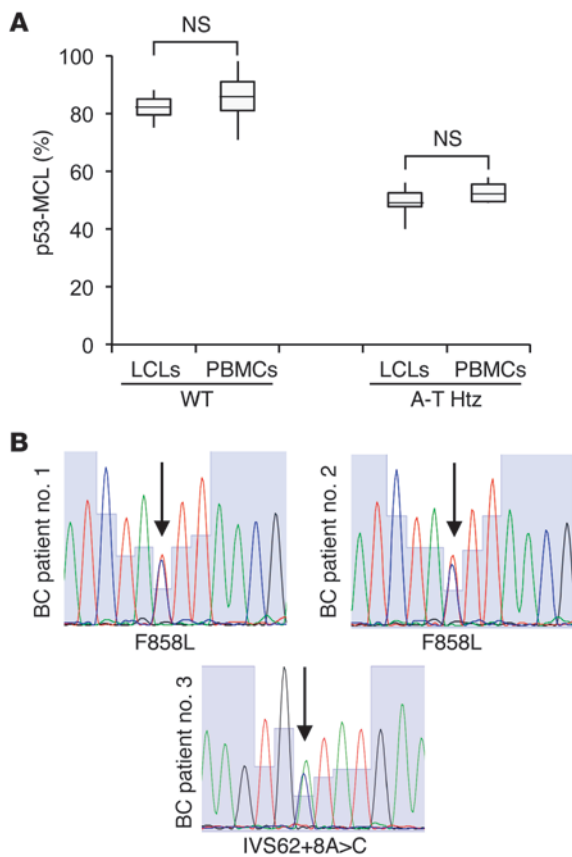 A
NS
NS
p53-MCL (%)
100
80
60
40
20
0
LCLs PBMCs LCLs PBMCs
WT A-T Htz
B
BC patient no. 1
F858L
BC patient no. 2
F858L
BC patient no. 3
IVS62+8A>C